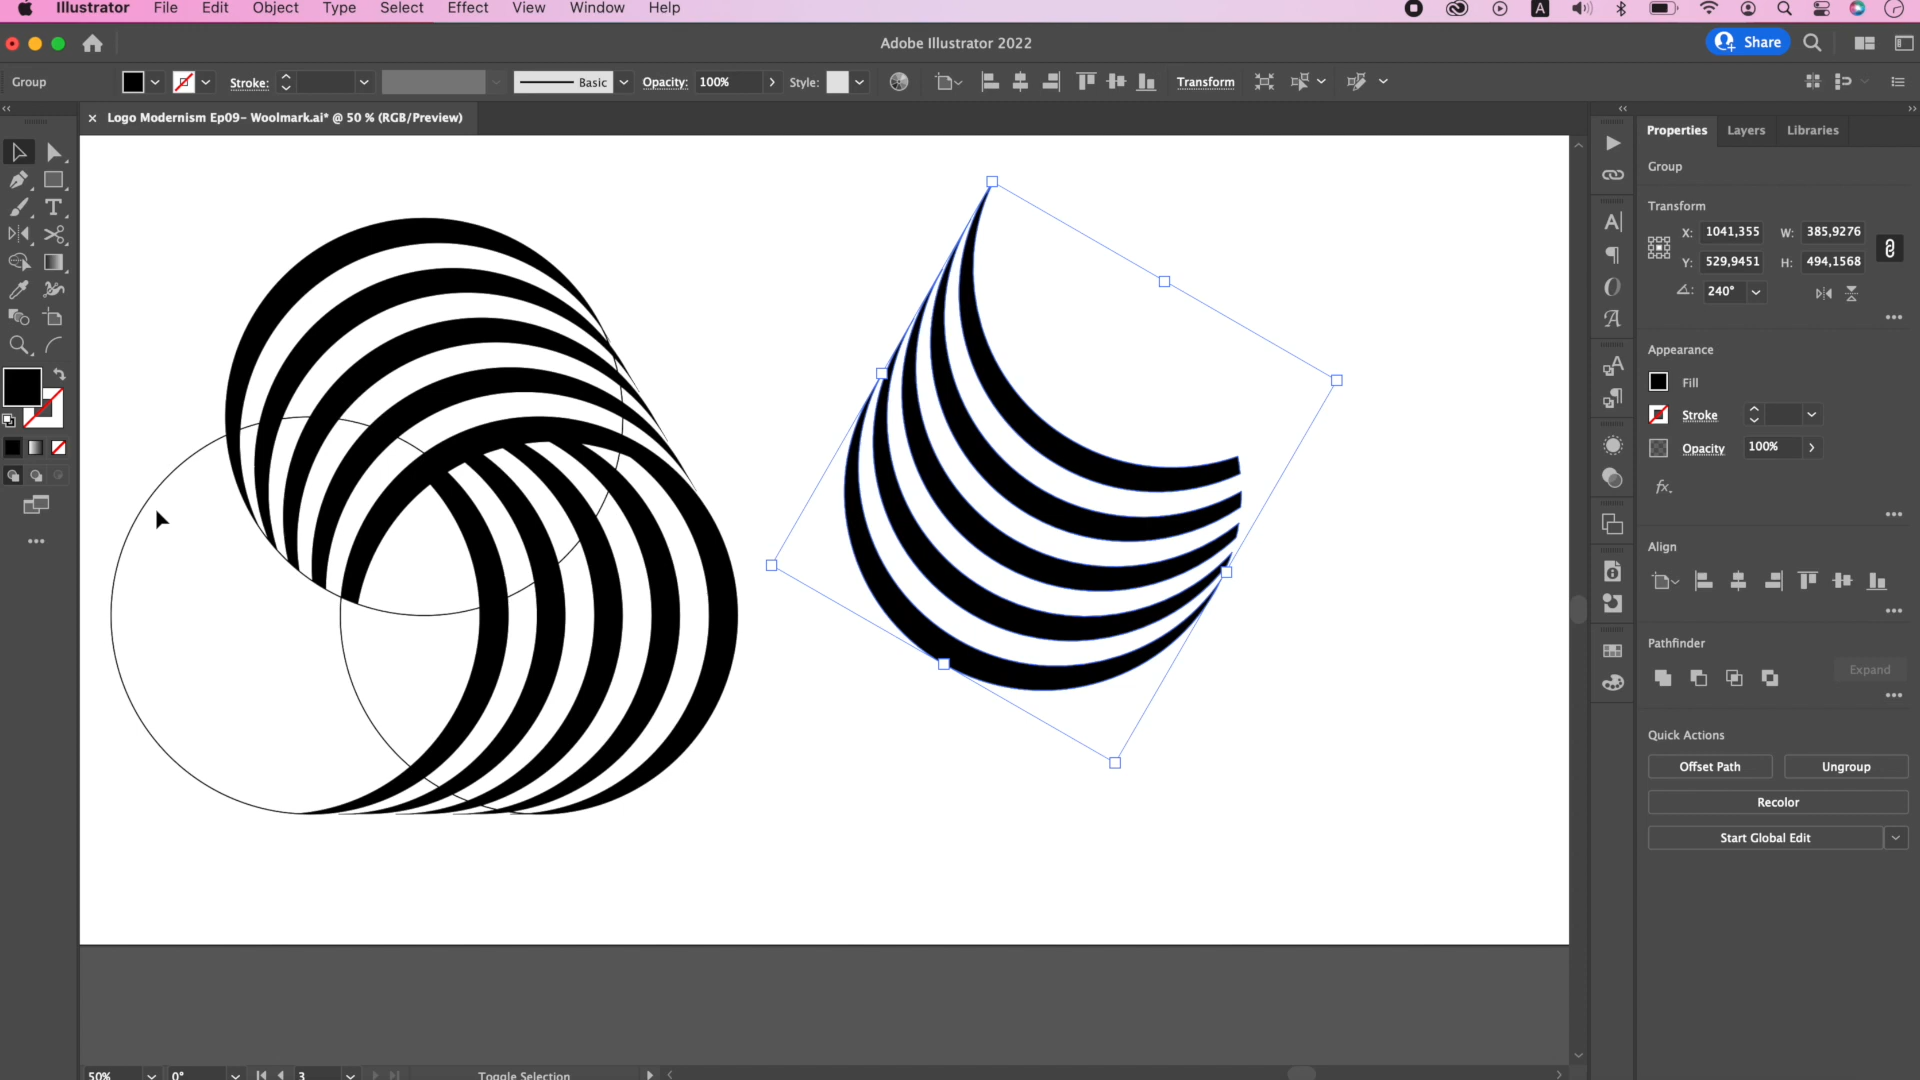 Illustrator File Edit Object Type Select Effect View Window Help
A
Adobe Illustrator 2022
Share
Group
Stroke:
Basic
Opacity: 100%
Style:
Transform
× Logo Modernism Ep09- Woolmark.ai* @ 50 % (RGB/Preview)
Properties Layers Libraries
Group
Transform
X: 1041,355 W: 385,9276
Y: 529,9451 H: 494,1568
240°
Appearance
Fill
Stroke
Opacity 100%
fx.
Align
Pathfinder
Expand
Quick Actions
Offset Path Ungroup
Recolor
Start Global Edit
50% 0° 3 Toggle Selection